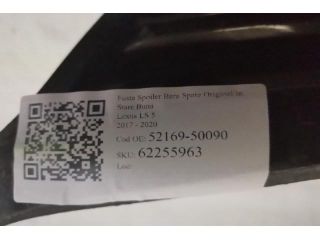 Fusta Spoiler Bara Spate Original in
Stare Buna
Lexus LS 5
2017 - 2020
Cod OE: 52169-50090
SKU: 62255963
Loc: